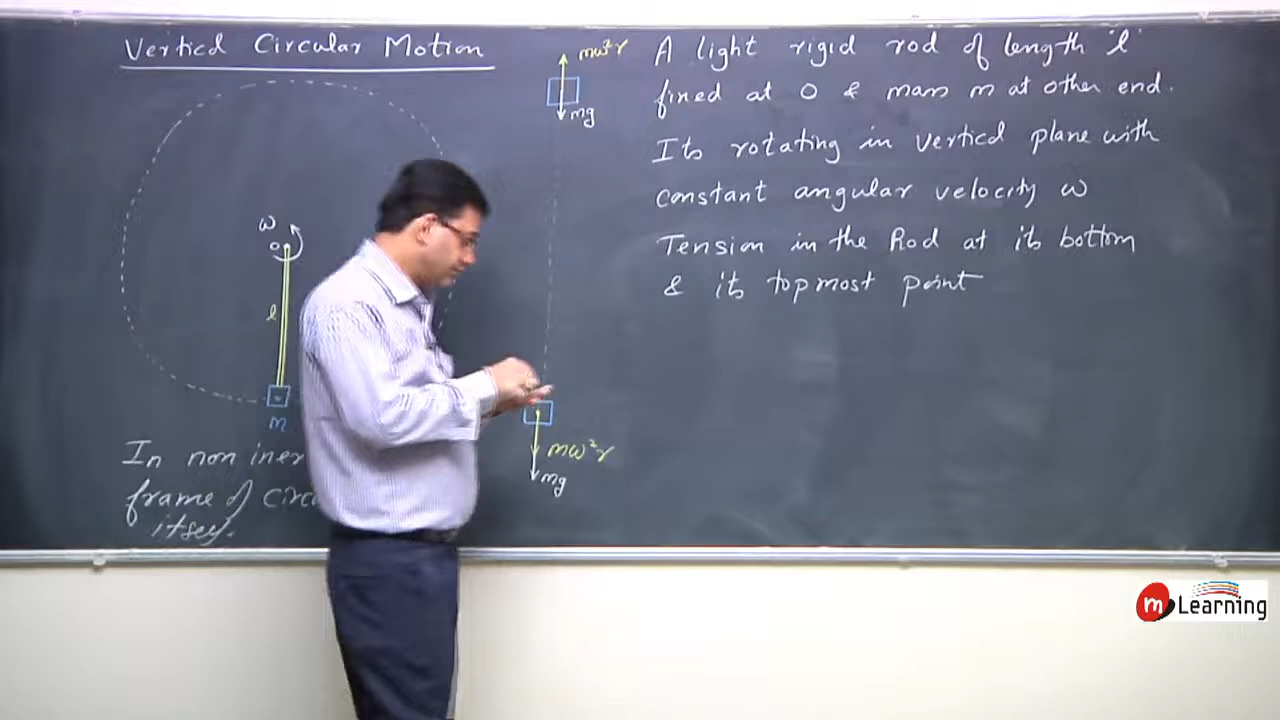 Vertical Circular Motion
mω²r
mg
A light rigid rod of length 'l'
fixed at O & mass m at other end.
Its rotating in vertical plane with
constant angular velocity ω
Tension in the Rod at its bottom
& its topmost point
ω
O
l
m
mω²r
mg
In non iner
frame of circ
itself.
m Learning